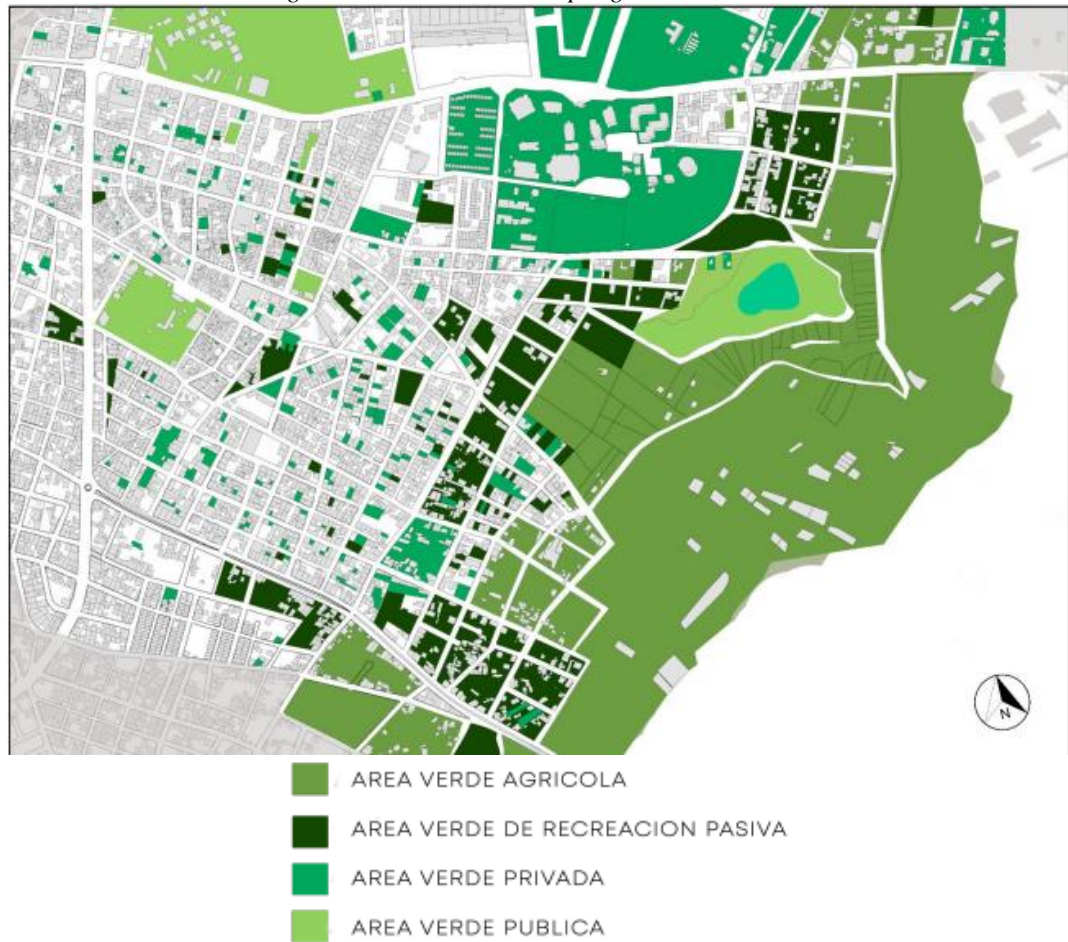 N
AREA VERDE AGRICOLA
AREA VERDE DE RECREACION PASIVA
AREA VERDE PRIVADA
AREA VERDE PUBLICA